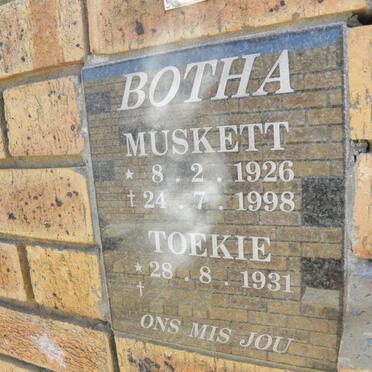 BOTHA
MUSKETT
★ 8 . 2 . 1926
† 24 . 7 . 1998
TOEKIE
★ 28 . 8 . 1931
†
ONS MIS JOU